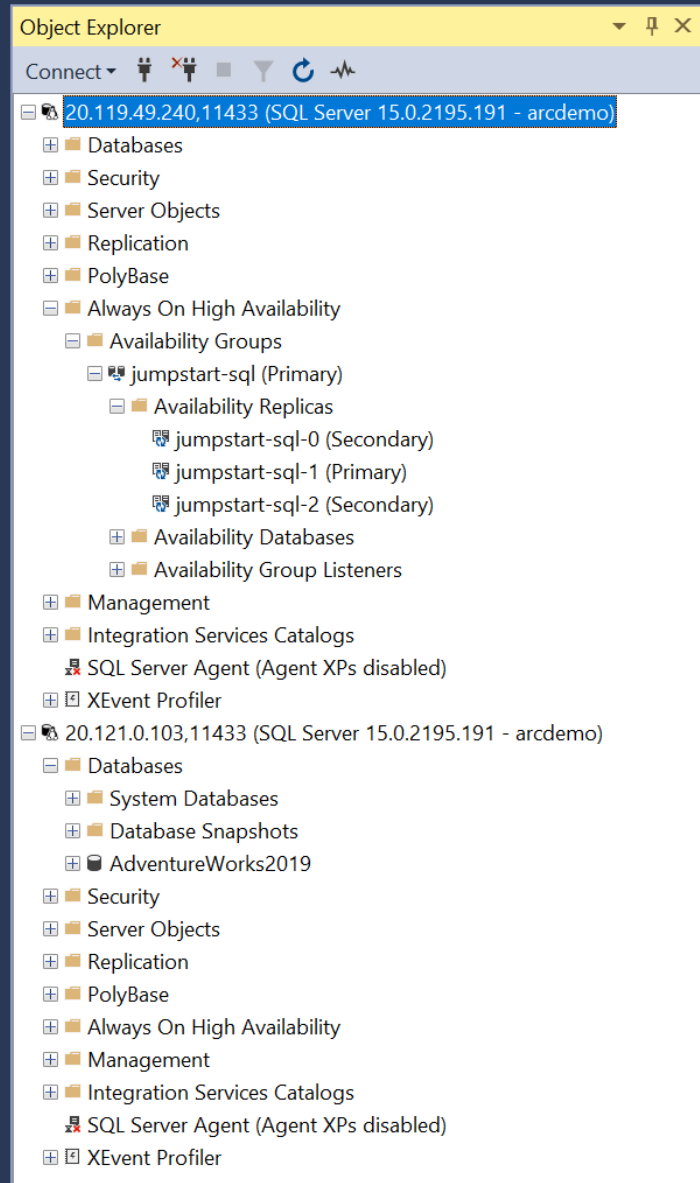 Object Explorer
Connect
20.119.49.240,11433 (SQL Server 15.0.2195.191 - arcdemo)
Databases
Security
Server Objects
Replication
PolyBase
Always On High Availability
Availability Groups
jumpstart-sql (Primary)
Availability Replicas
jumpstart-sql-0 (Secondary)
jumpstart-sql-1 (Primary)
jumpstart-sql-2 (Secondary)
Availability Databases
Availability Group Listeners
Management
Integration Services Catalogs
SQL Server Agent (Agent XPs disabled)
XEvent Profiler
20.121.0.103,11433 (SQL Server 15.0.2195.191 - arcdemo)
Databases
System Databases
Database Snapshots
AdventureWorks2019
Security
Server Objects
Replication
PolyBase
Always On High Availability
Management
Integration Services Catalogs
SQL Server Agent (Agent XPs disabled)
XEvent Profiler